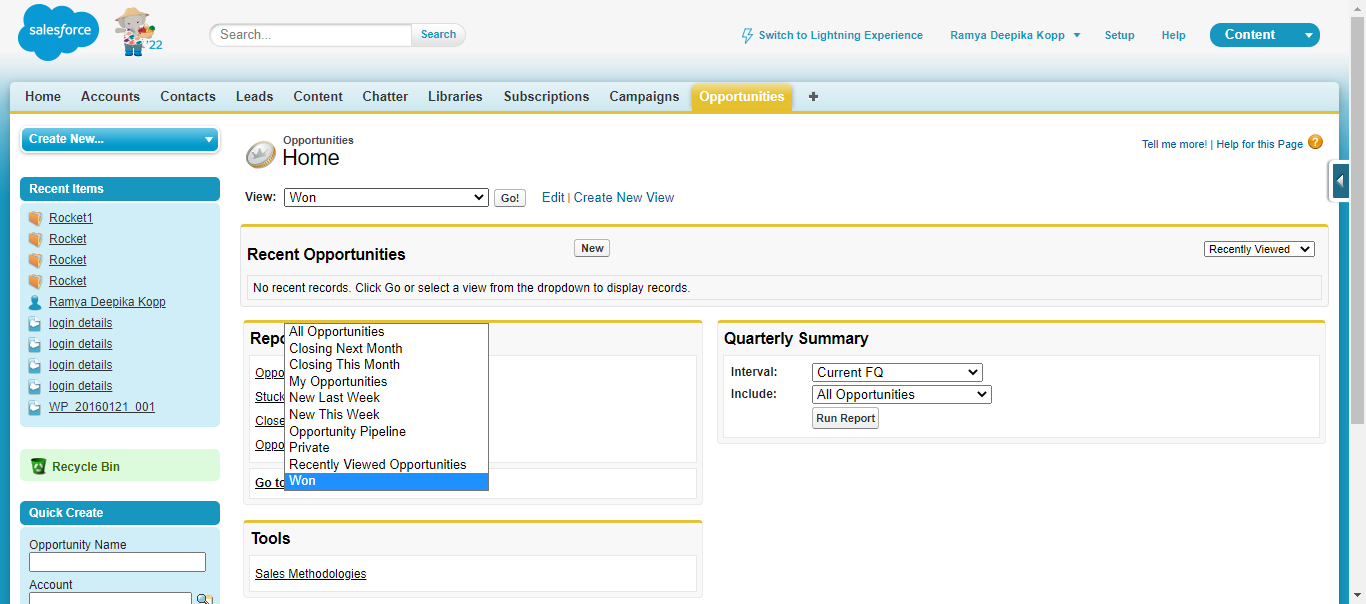 salesforce
'22
Search...
Search
Switch to Lightning Experience
Ramya Deepika Kopp
Setup
Help
Content
Home Accounts Contacts Leads Content Chatter Libraries Subscriptions Campaigns Opportunities +
Create New...
Recent Items
Rocket1
Rocket
Rocket
Rocket
Ramya Deepika Kopp
login details
login details
login details
login details
WP_20160121_001
Recycle Bin
Quick Create
Opportunity Name
Account
Opportunities
Home
Tell me more! | Help for this Page ?
View: Won Go! Edit | Create New View
Recent Opportunities New Recently Viewed
No recent records. Click Go or select a view from the dropdown to display records.
Repo
Oppo
Stuck
Close
Oppo
Go to
All Opportunities
Closing Next Month
Closing This Month
My Opportunities
New Last Week
New This Week
Opportunity Pipeline
Private
Recently Viewed Opportunities
Won
Quarterly Summary
Interval: Current FQ
Include: All Opportunities
Run Report
Tools
Sales Methodologies